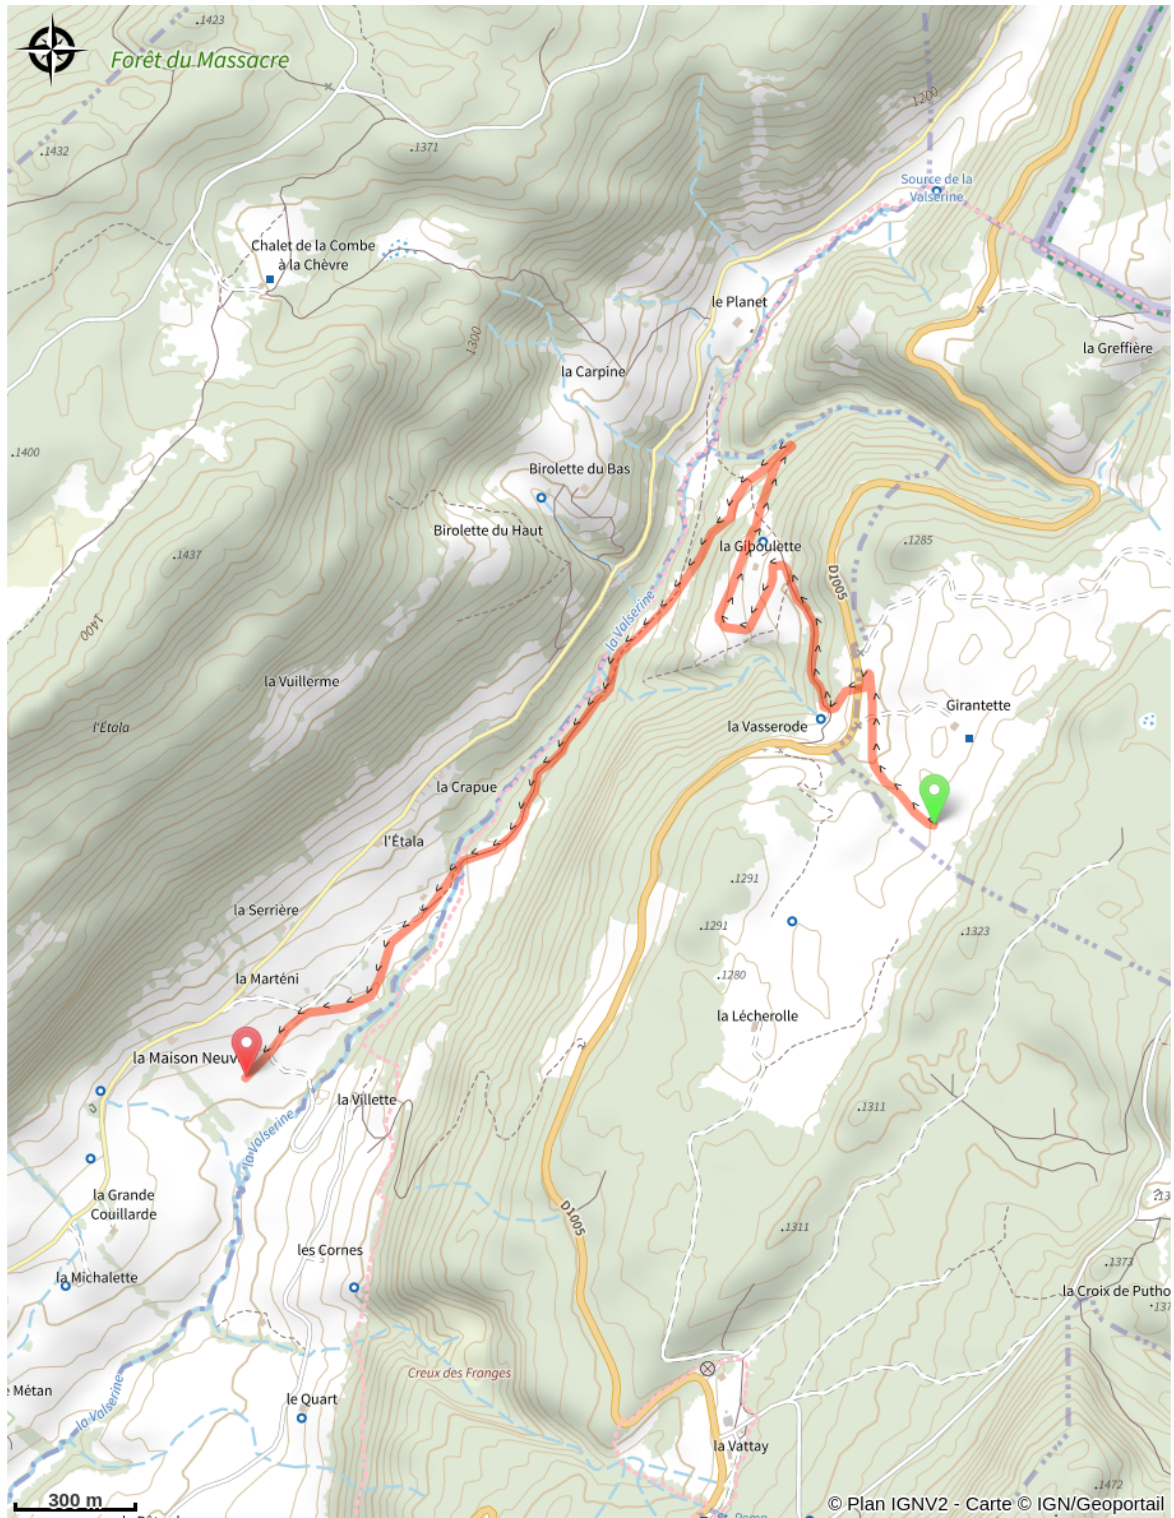 .1423
Forêt du Massacre
1200
.1432
.1371
Source de la
Valserine
Chalet de la Combe
à la Chèvre
le Planet
1300
la Greffière
la Carpine
.1400
Birolette du Bas
Birolette du Haut
la Giboulette
.1285
.1437
D1005
la Valserine
1400
la Vuillerme
Girantette
l'Étala
la Vasserode
la Crapue
l'Étala
.1291
la Serrière
.1291
.1323
la Marténi
.1280
la Lécherolle
la Maison Neuv
la Villette
.1311
la Valserine
la Grande
Couillarde
D1005
.1311
les Cornes
.1373
la Michalette
la Croix de Putho
Creux des Franges
Métan
la Valserine
le Quart
la Vattay
.1472
300 m
© Plan IGNV2 - Carte © IGN/Geoportail